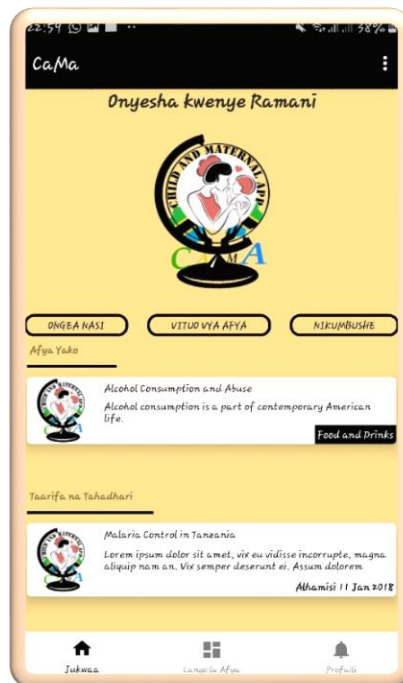 22:59 58%
CaMa
Onyesha kwenye Ramani
CHILD AND MATERNAL APP
CAMA
ONGEA NASI VITUO VYA AFYA NIKUMBUSHE
Afya Yako
Alcohol Consumption and Abuse
Alcohol consumption is a part of contemporary American
life.
Food and Drinks
Taarifa na Tahadhari
Malaria Control in Tanzania
Lorem ipsum dolor sit amet, vix eu vidisse incorrupte, magna
aliquip nam an. Vix semper deserunt ei. Assum dolorem
Alhamisi 11 Jan 2018
Jukwaa Lango la Afya Profaili